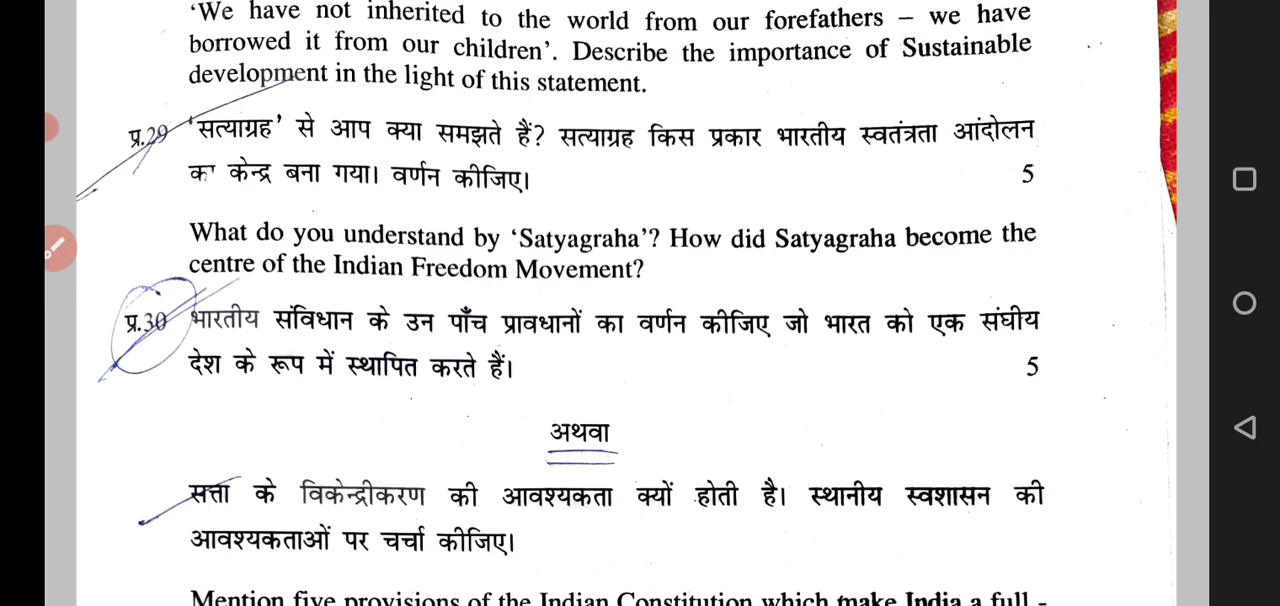 ‘We have not inherited to the world from our forefathers – we have
borrowed it from our children’. Describe the importance of Sustainable
development in the light of this statement.
प्र.29 ‘सत्याग्रह’ से आप क्या समझते हैं? सत्याग्रह किस प्रकार भारतीय स्वतंत्रता आंदोलन
का केन्द्र बना गया। वर्णन कीजिए। 5
What do you understand by ‘Satyagraha’? How did Satyagraha become the
centre of the Indian Freedom Movement?
प्र.30 भारतीय संविधान के उन पाँच प्रावधानों का वर्णन कीजिए जो भारत को एक संघीय
देश के रूप में स्थापित करते हैं। 5
अथवा
सत्ता के विकेन्द्रीकरण की आवश्यकता क्यों होती है। स्थानीय स्वशासन की
आवश्यकताओं पर चर्चा कीजिए।
Mention five provisions of the Indian Constitution which make India a full -